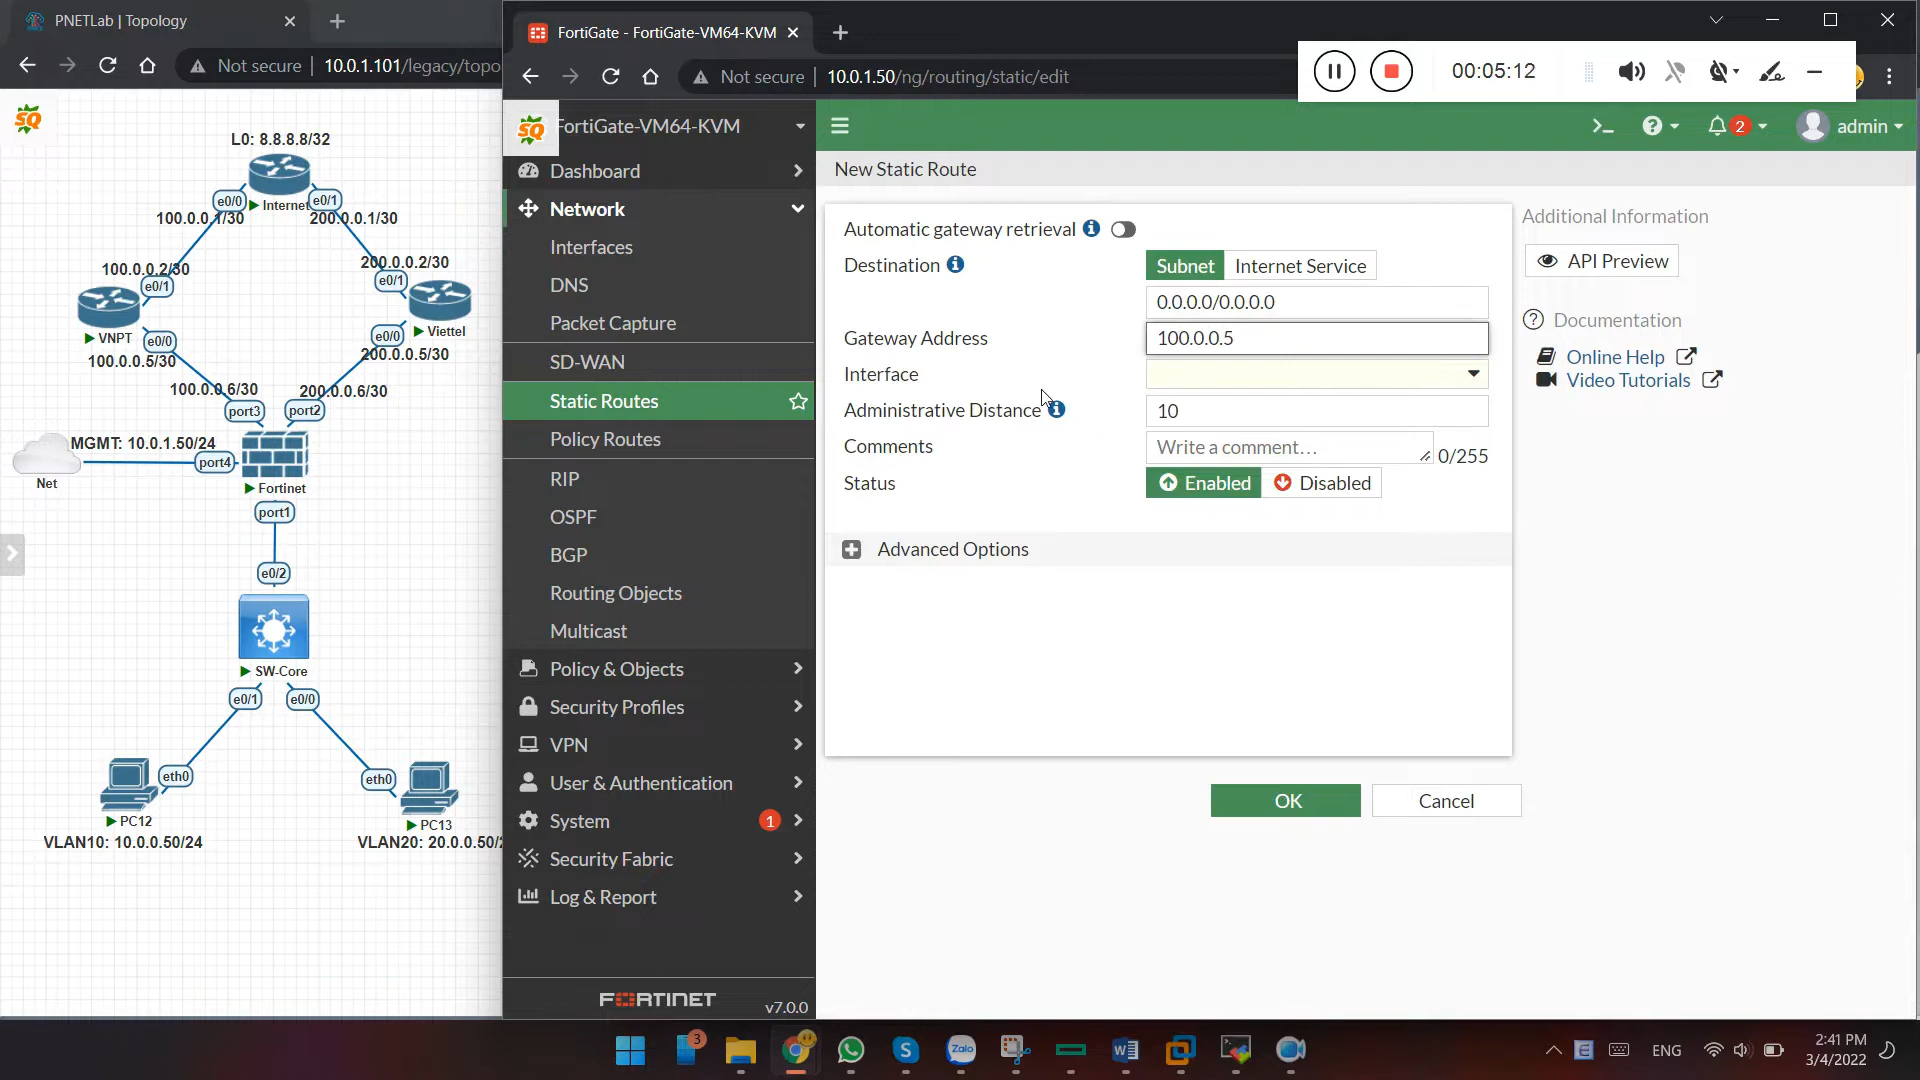 PNETLab | Topology
Not secure
10.0.1.101/legacy/topo
FortiGate - FortiGate-VM64-KVM
Not secure
10.0.1.50/ng/routing/static/edit
00:05:12
SQ
L0: 8.8.8.8/32
e0/0
Internet
e0/1
100.0.0.1/30
200.0.0.1/30
100.0.0.2/30
200.0.0.2/30
e0/1
e0/1
VNPT
Viettel
e0/0
e0/0
100.0.0.5/30
200.0.0.5/30
100.0.0.6/30
200.0.0.6/30
port3
port2
MGMT: 10.0.1.50/24
port4
Net
Fortinet
port1
e0/2
SW-Core
e0/1
e0/0
eth0
eth0
PC12
PC13
VLAN10: 10.0.0.50/24
VLAN20: 20.0.0.50/2
SQ
FortiGate-VM64-KVM
Dashboard
Network
Interfaces
DNS
Packet Capture
SD-WAN
Static Routes
Policy Routes
RIP
OSPF
BGP
Routing Objects
Multicast
Policy & Objects
Security Profiles
VPN
User & Authentication
System
1
Security Fabric
Log & Report
FORTINET
v7.0.0
2
admin
New Static Route
Automatic gateway retrieval
Destination
Subnet
Internet Service
0.0.0.0/0.0.0.0
Gateway Address
100.0.0.5
Interface
Administrative Distance
10
Comments
Write a comment...
0/255
Status
Enabled
Disabled
Advanced Options
OK
Cancel
Additional Information
API Preview
Documentation
Online Help
Video Tutorials
3
Zalo
ENG
2:41 PM
3/4/2022